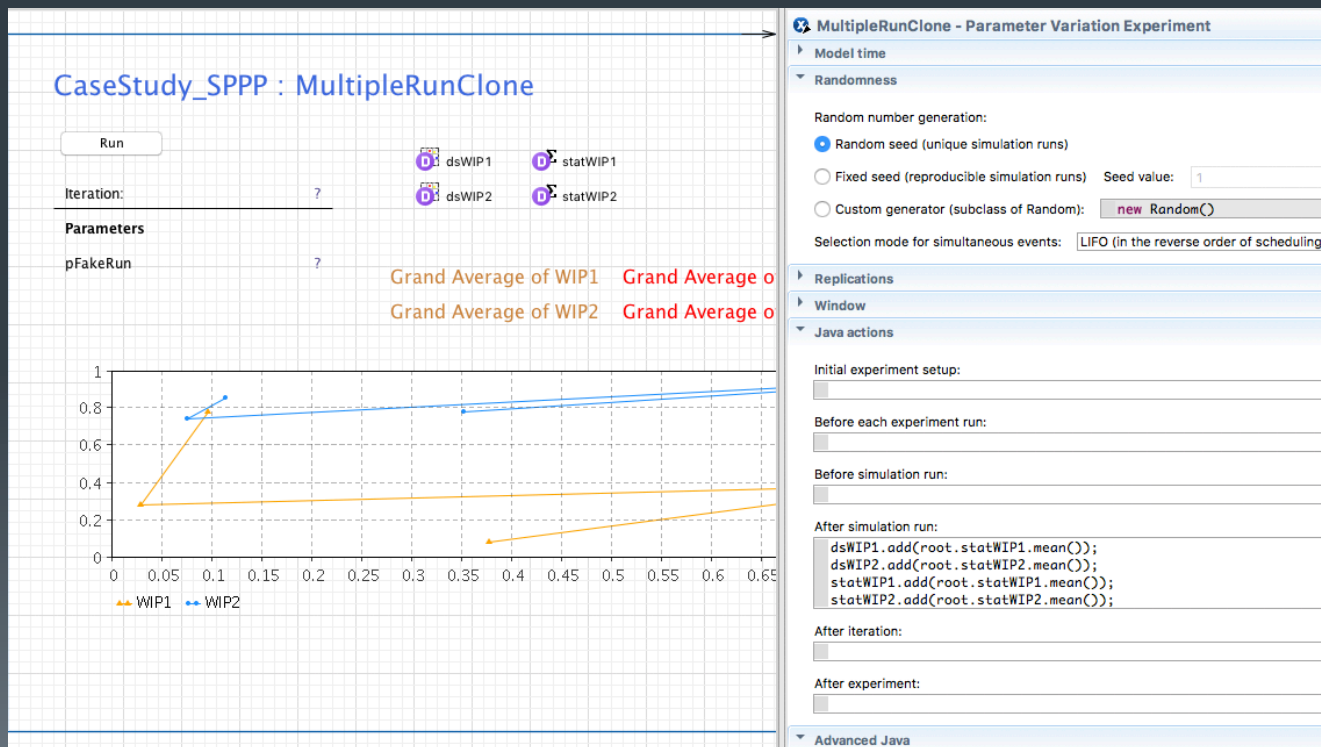 CaseStudy_SPPP : MultipleRunClone
Run
Iteration: ?
Parameters
pFakeRun ?
dsWIP1 statWIP1
dsWIP2 statWIP2
Grand Average of WIP1 Grand Average o
Grand Average of WIP2 Grand Average o
1
0.8
0.6
0.4
0.2
0
0 0.05 0.1 0.15 0.2 0.25 0.3 0.35 0.4 0.45 0.5 0.55 0.6 0.65
WIP1 WIP2
MultipleRunClone - Parameter Variation Experiment
Model time
Randomness
Random number generation:
Random seed (unique simulation runs)
Fixed seed (reproducible simulation runs) Seed value: 1
Custom generator (subclass of Random): new Random()
Selection mode for simultaneous events: LIFO (in the reverse order of scheduling
Replications
Window
Java actions
Initial experiment setup:
Before each experiment run:
Before simulation run:
After simulation run:
dsWIP1.add(root.statWIP1.mean());
dsWIP2.add(root.statWIP2.mean());
statWIP1.add(root.statWIP1.mean());
statWIP2.add(root.statWIP2.mean());
After iteration:
After experiment:
Advanced Java